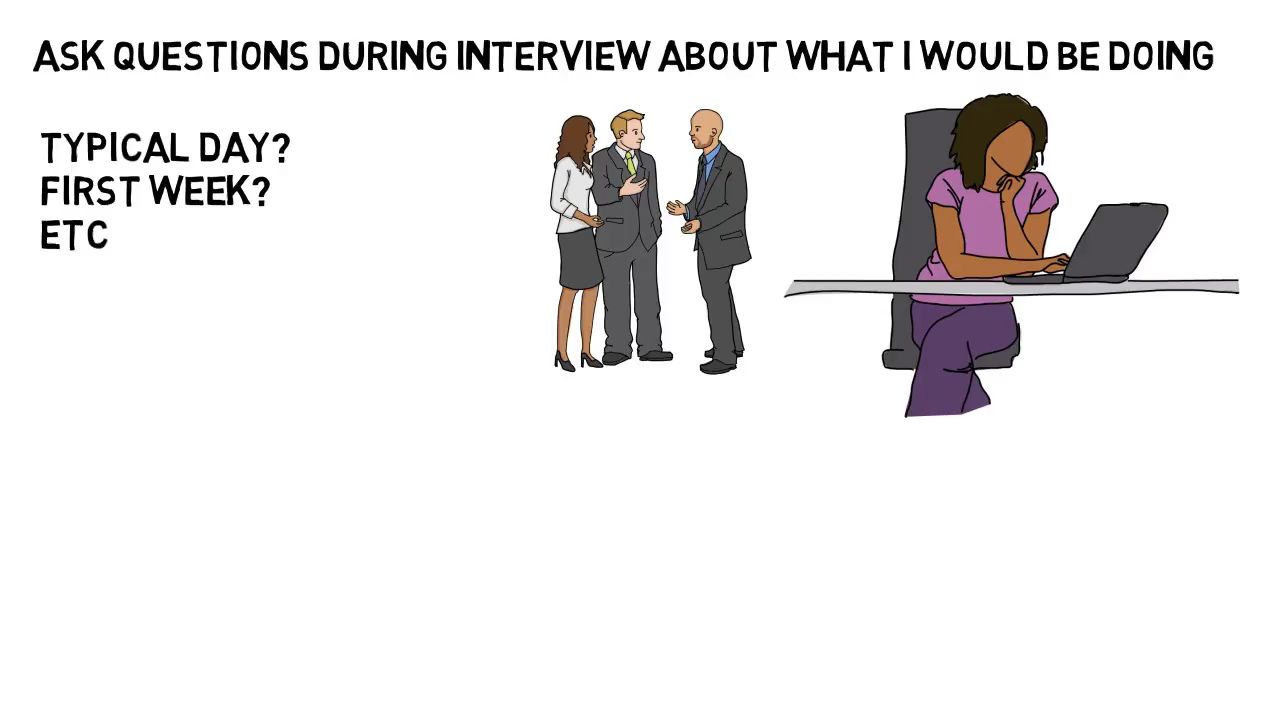 ASK QUESTIONS DURING INTERVIEW ABOUT WHAT I WOULD BE DOING
TYPICAL DAY?
FIRST WEEK?
ETC